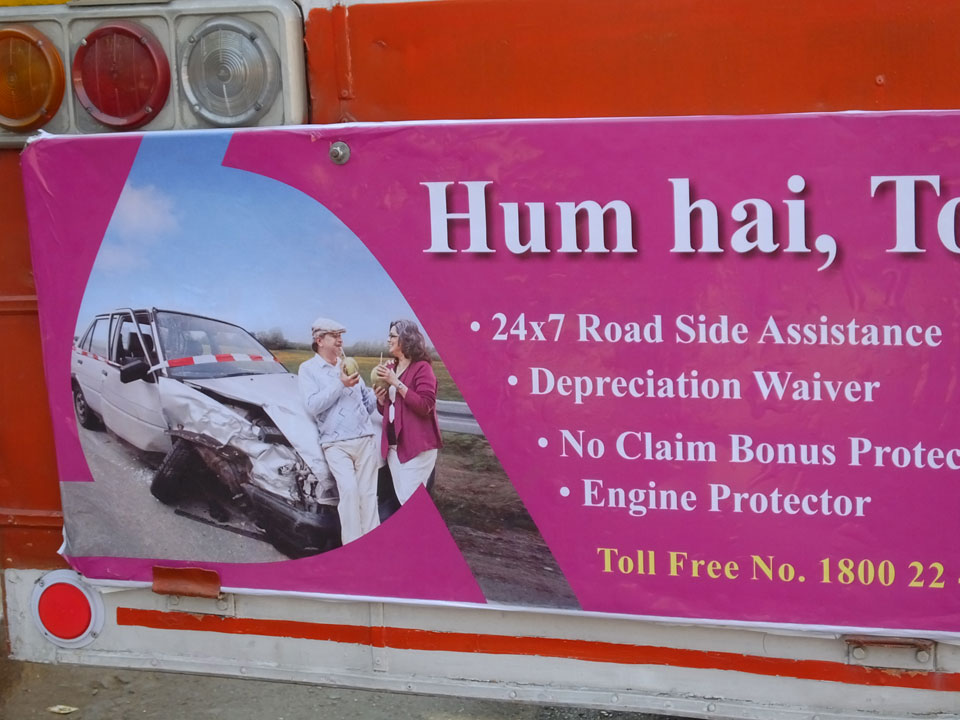 Hum hai, To
• 24x7 Road Side Assistance
• Depreciation Waiver
• No Claim Bonus Protec
• Engine Protector
Toll Free No. 1800 22